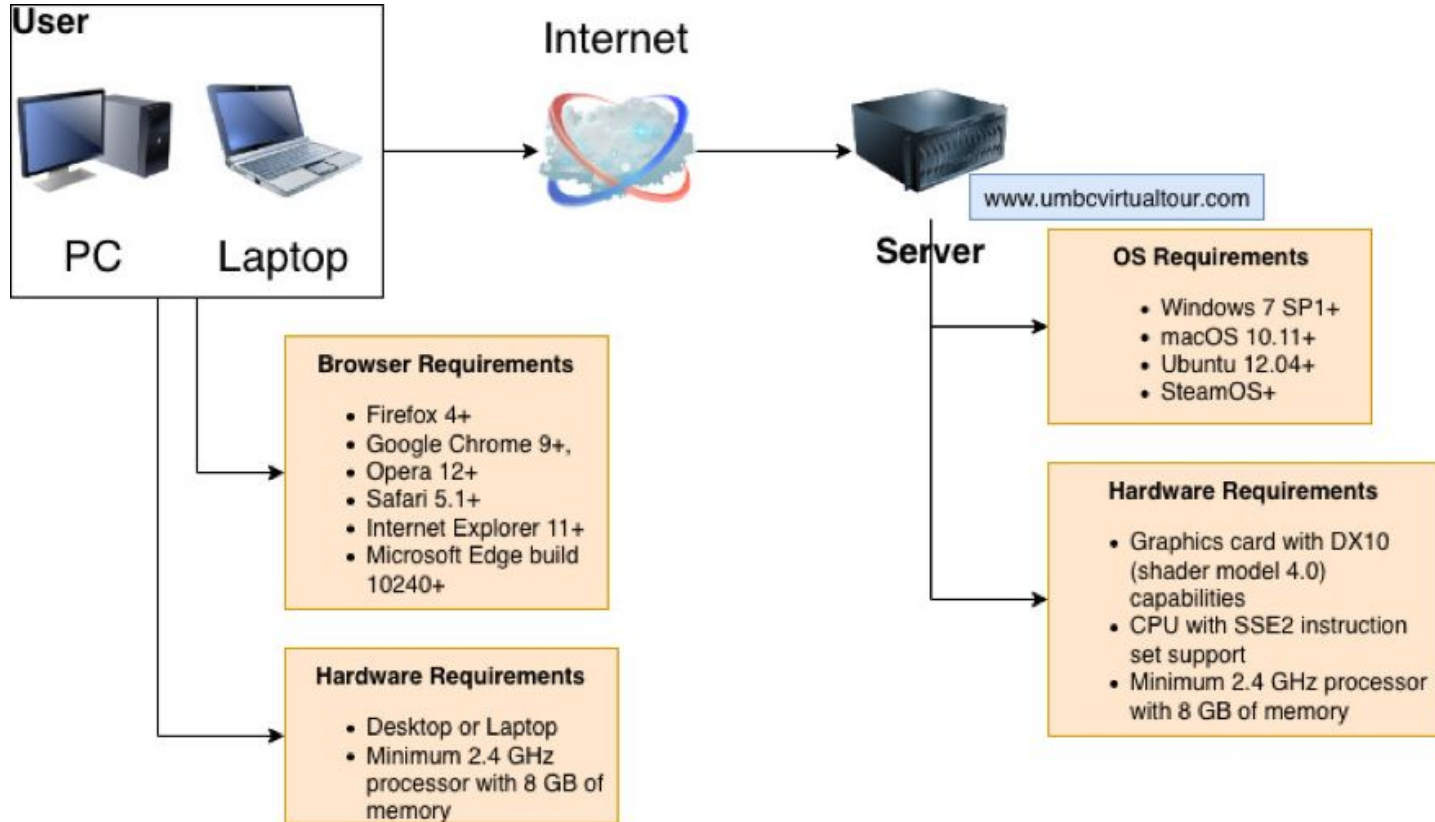 User
Internet
PC
Laptop
www.umbcvirtualtour.com
Server
Browser Requirements
• Firefox 4+
• Google Chrome 9+,
• Opera 12+
• Safari 5.1+
• Internet Explorer 11+
• Microsoft Edge build
10240+
Hardware Requirements
• Desktop or Laptop
• Minimum 2.4 GHz
processor with 8 GB of
memory
OS Requirements
• Windows 7 SP1+
• macOS 10.11+
• Ubuntu 12.04+
• SteamOS+
Hardware Requirements
• Graphics card with DX10
(shader model 4.0)
capabilities
• CPU with SSE2 instruction
set support
• Minimum 2.4 GHz processor
with 8 GB of memory